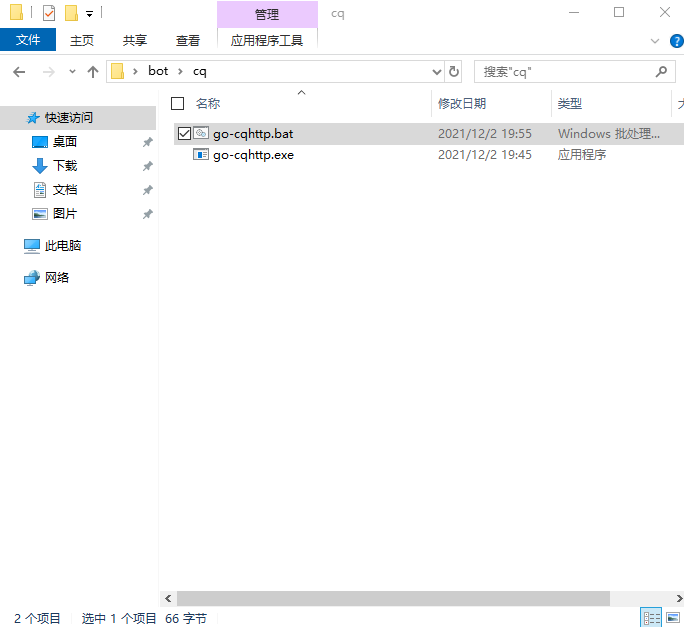 管理 cq
文件 主页 共享 查看 应用程序工具
bot cq 搜索"cq"
快速访问
桌面
下载
文档
图片
此电脑
网络
名称 修改日期 类型
go-cqhttp.bat 2021/12/2 19:55 Windows 批处理...
go-cqhttp.exe 2021/12/2 19:45 应用程序
2 个项目 选中 1 个项目 66 字节